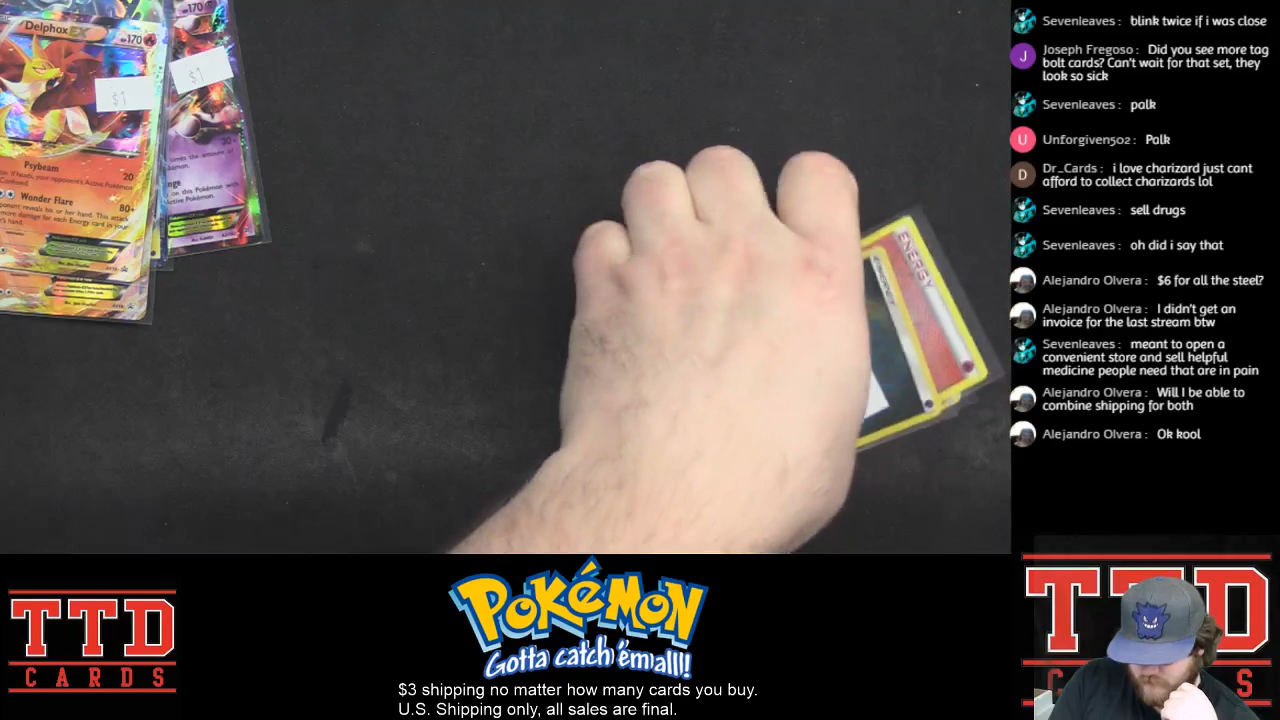 Delphox EX
170
$1
Psybeam
20
Wonder Flare
80+
170
$1
30+
ENERGY
Sevenleaves : blink twice if i was close
Joseph Fregoso : Did you see more tag
bolt cards? Can't wait for that set, they
look so sick
Sevenleaves : palk
Unforgiven502 : Palk
Dr_Cards : i love charizard just cant
afford to collect charizards lol
Sevenleaves : sell drugs
Sevenleaves : oh did i say that
Alejandro Olvera : $6 for all the steel?
Alejandro Olvera : I didn't get an
invoice for the last stream btw
Sevenleaves : meant to open a
convenient store and sell helpful
medicine people need that are in pain
Alejandro Olvera : Will I be able to
combine shipping for both
Alejandro Olvera : Ok kool
TTD
CARDS
POKéMON
Gotta catch 'em all!
$3 shipping no matter how many cards you buy.
U.S. Shipping only, all sales are final.